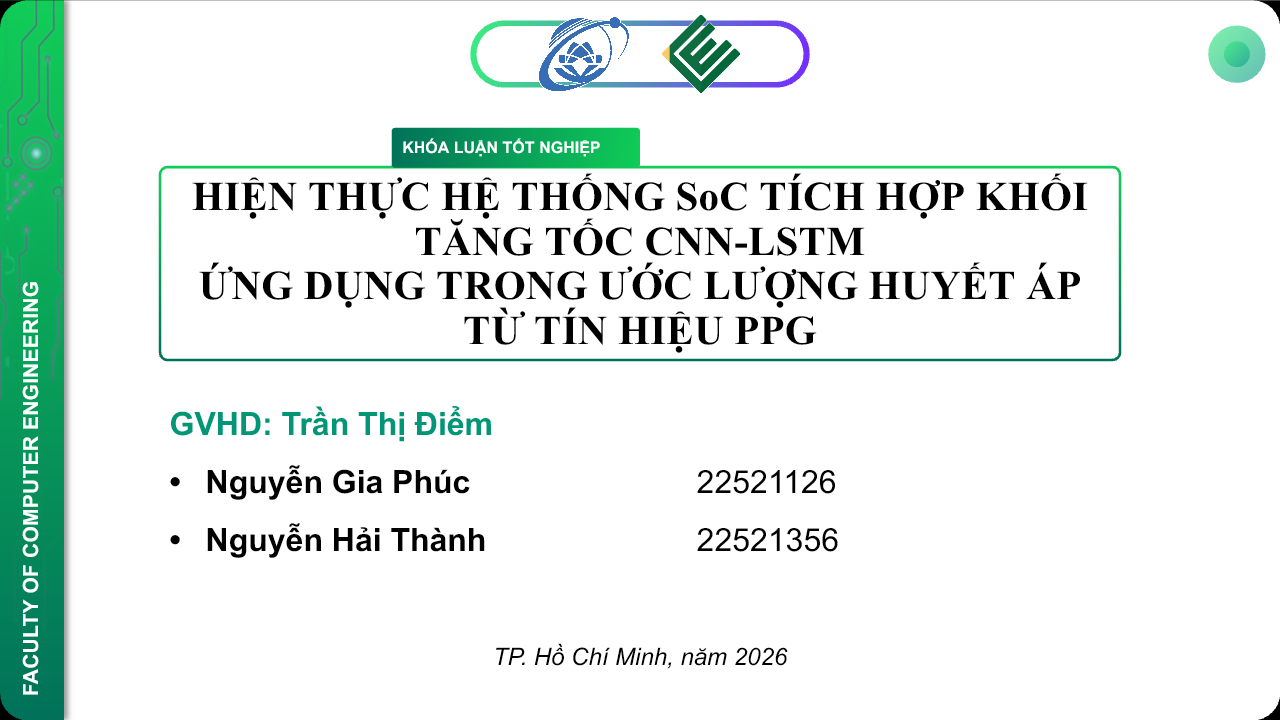 KHÓA LUẬN TỐT NGHIỆP
HIỆN THỰC HỆ THỐNG SoC TÍCH HỢP KHỐI
TĂNG TỐC CNN-LSTM
ỨNG DỤNG TRONG ƯỚC LƯỢNG HUYẾT ÁP
TỪ TÍN HIỆU PPG
GVHD: Trần Thị Điểm
• Nguyễn Gia Phúc 22521126
• Nguyễn Hải Thành 22521356
TP. Hồ Chí Minh, năm 2026
FACULTY OF COMPUTER ENGINEERING